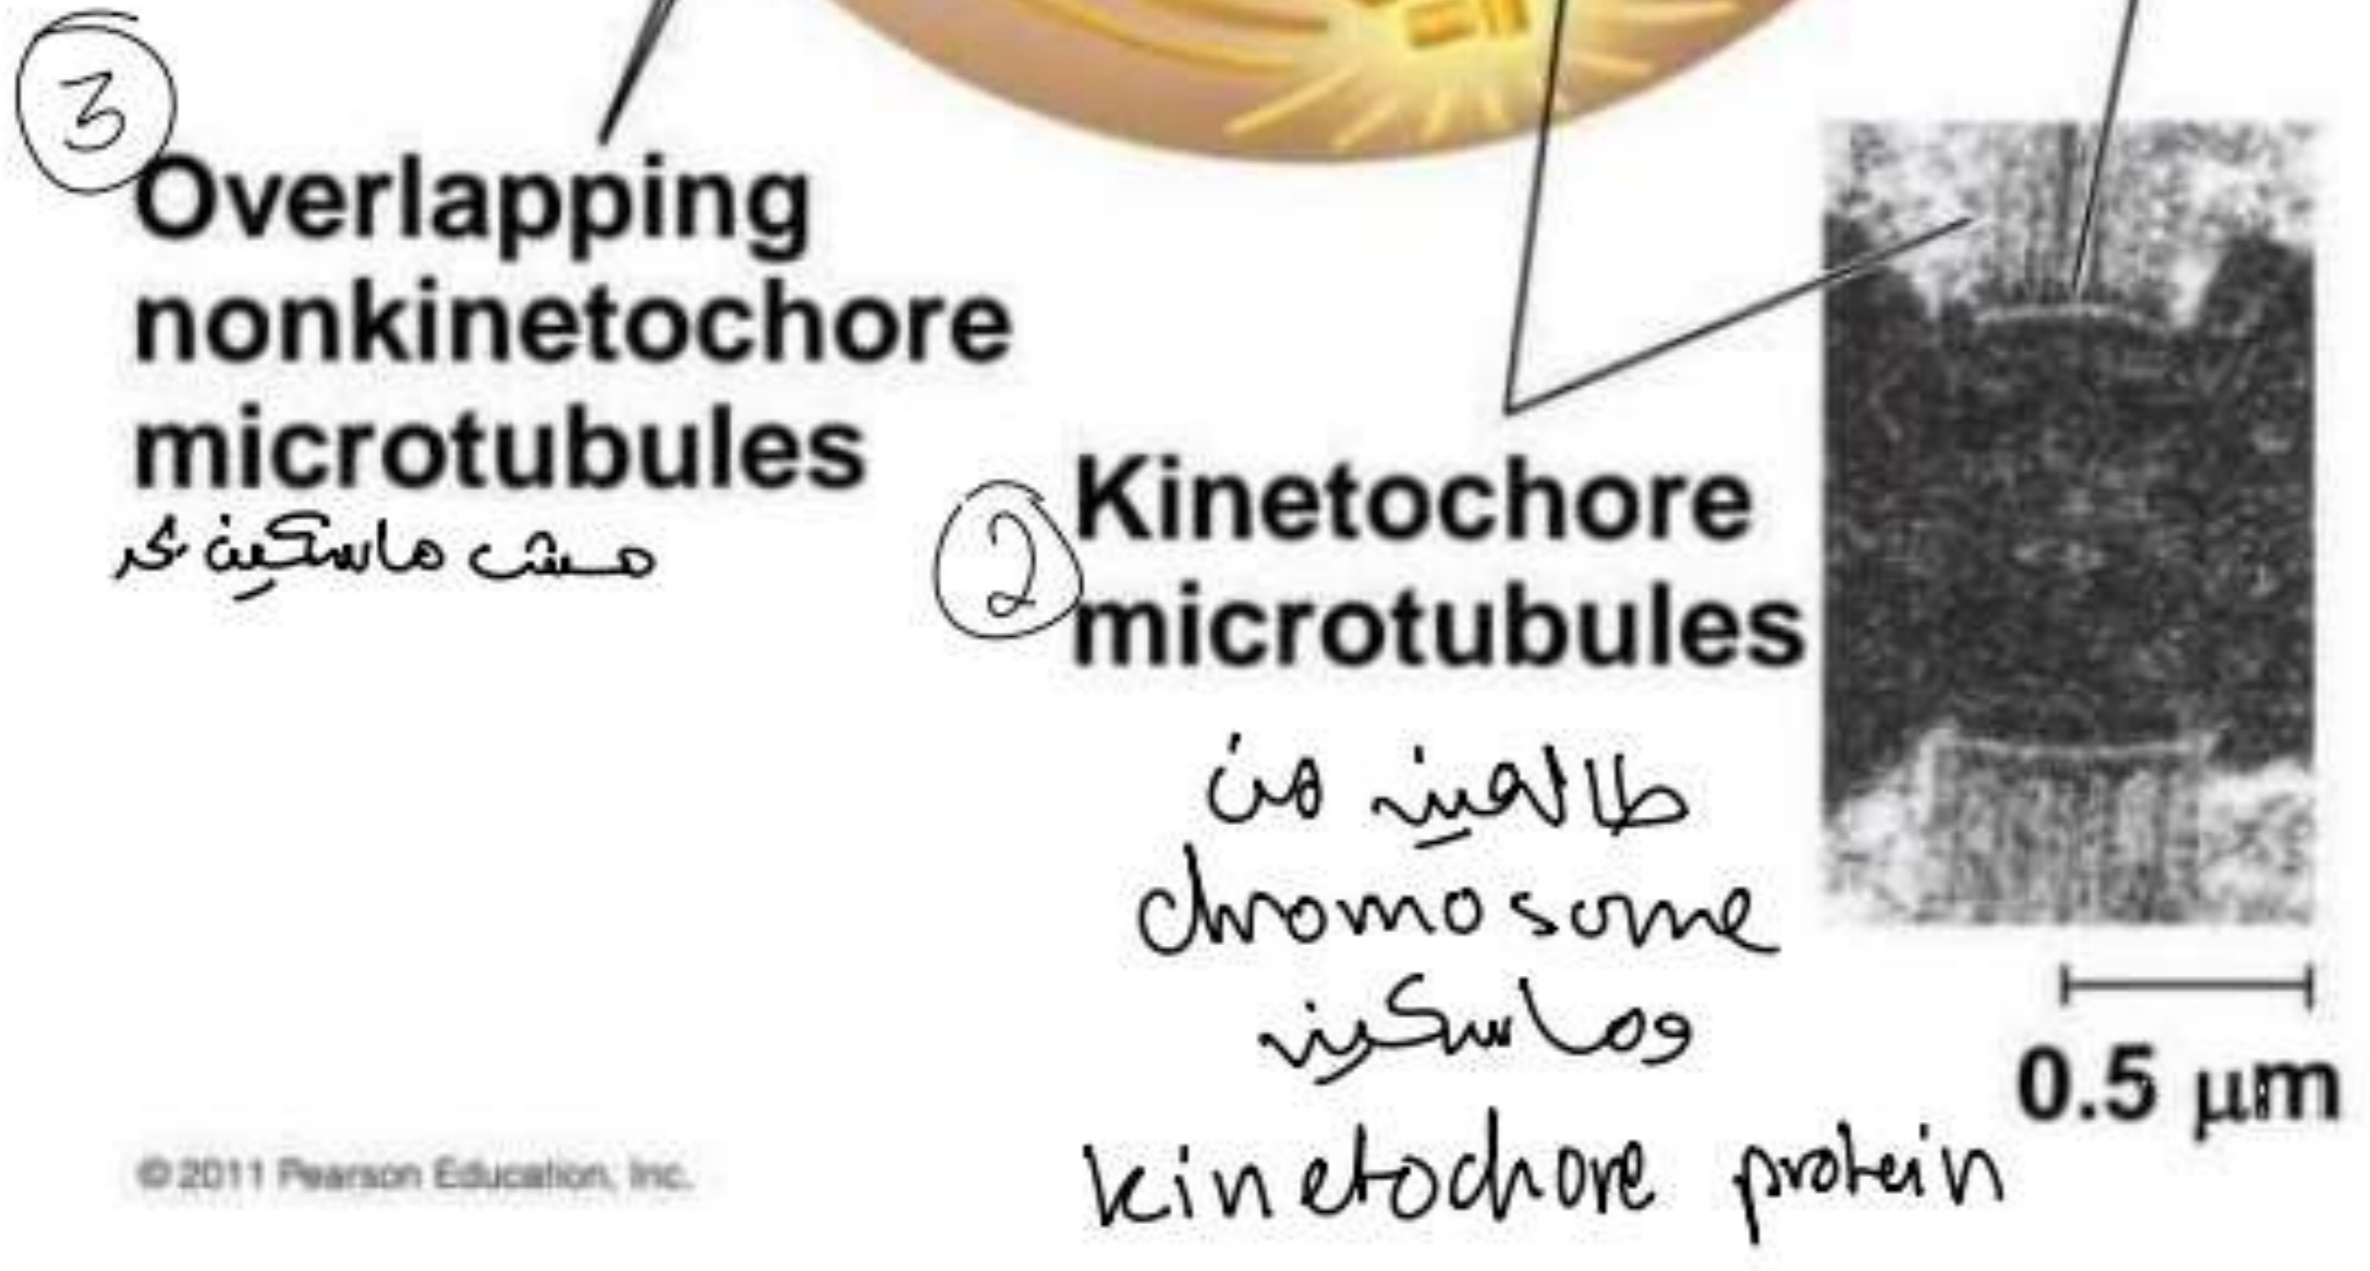 3
Overlapping
nonkinetochore
microtubules
مش ماسكين
2
Kinetochore
microtubules
طالعين من
chromosome
وماسكين
kinetochore protein
0.5 µm
© 2011 Pearson Education, Inc.